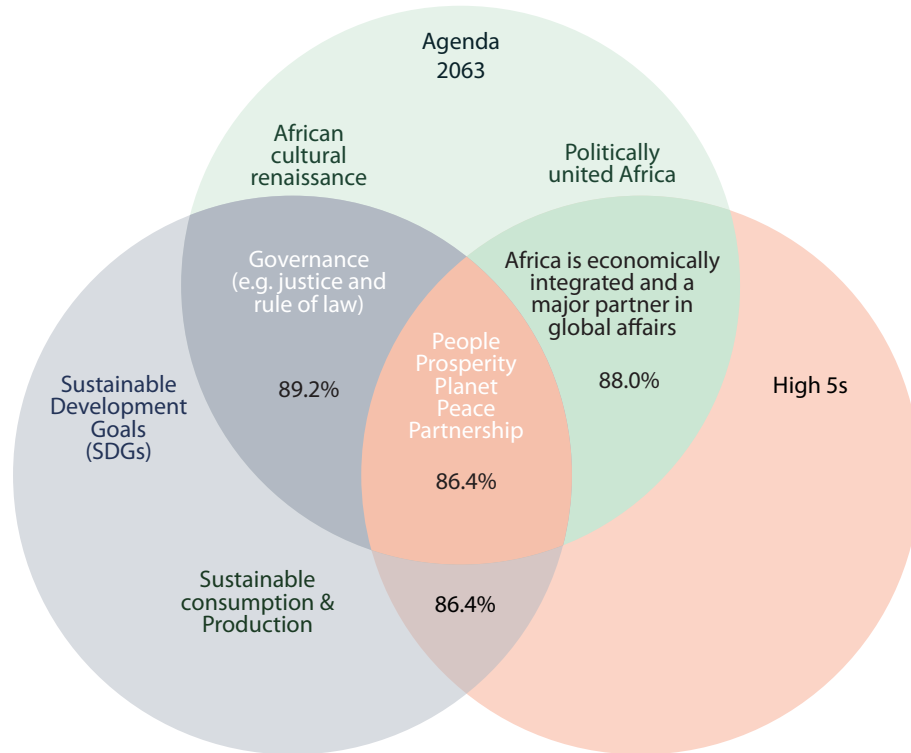 Agenda
2063
African
cultural
renaissance
Politically
united Africa
Governance
(e.g. justice and
rule of law)
89.2%
Africa is economically
integrated and a
major partner in
global affairs
88.0%
People
Prosperity
Planet
Peace
Partnership
86.4%
Sustainable
Development
Goals
(SDGs)
High 5s
Sustainable
consumption &
Production
86.4%